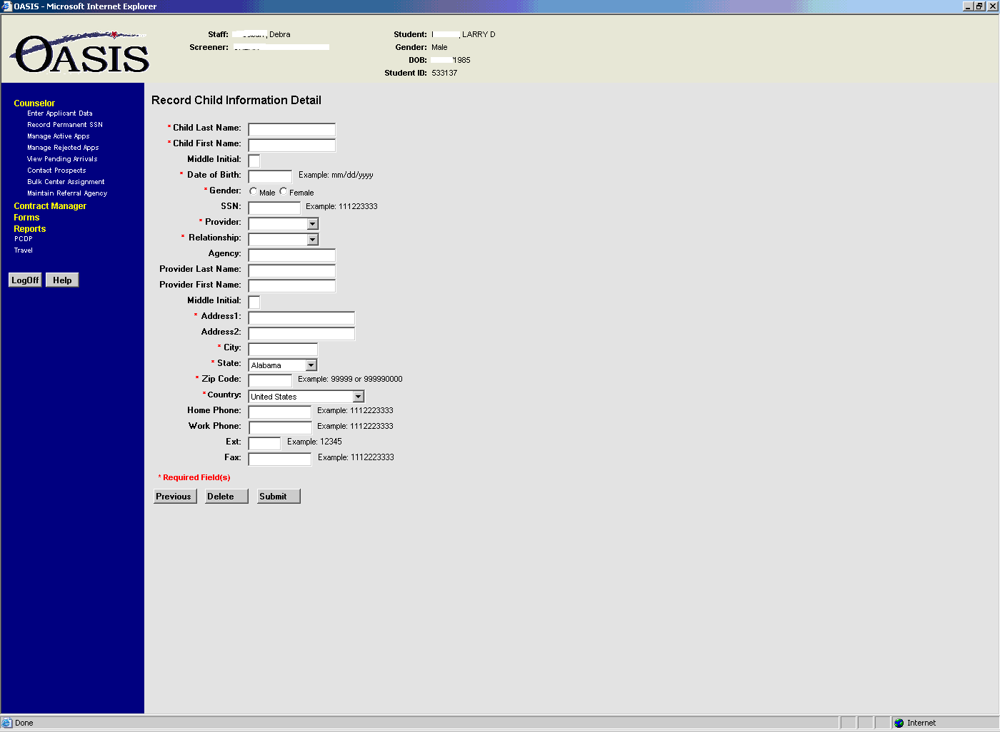 OASIS - Microsoft Internet Explorer
OASIS
Staff: , Debra
Screener:
Student: , LARRY D
Gender: Male
DOB: 1985
Student ID: 533137
Counselor
Enter Applicant Data
Record Permanent SSN
Manage Active Apps
Manage Rejected Apps
View Pending Arrivals
Contact Prospects
Bulk Center Assignment
Maintain Referral Agency
Contract Manager
Forms
Reports
PCDP
Travel
LogOff Help
Record Child Information Detail
* Child Last Name:
* Child First Name:
Middle Initial:
* Date of Birth: Example: mm/dd/yyyy
* Gender: Male Female
SSN: Example: 111223333
* Provider:
* Relationship:
Agency:
Provider Last Name:
Provider First Name:
Middle Initial:
* Address1:
Address2:
* City:
* State: Alabama
* Zip Code: Example: 99999 or 999990000
* Country: United States
Home Phone: Example: 1112223333
Work Phone: Example: 1112223333
Ext: Example: 12345
Fax: Example: 1112223333
* Required Field(s)
Previous Delete Submit
Done
Internet